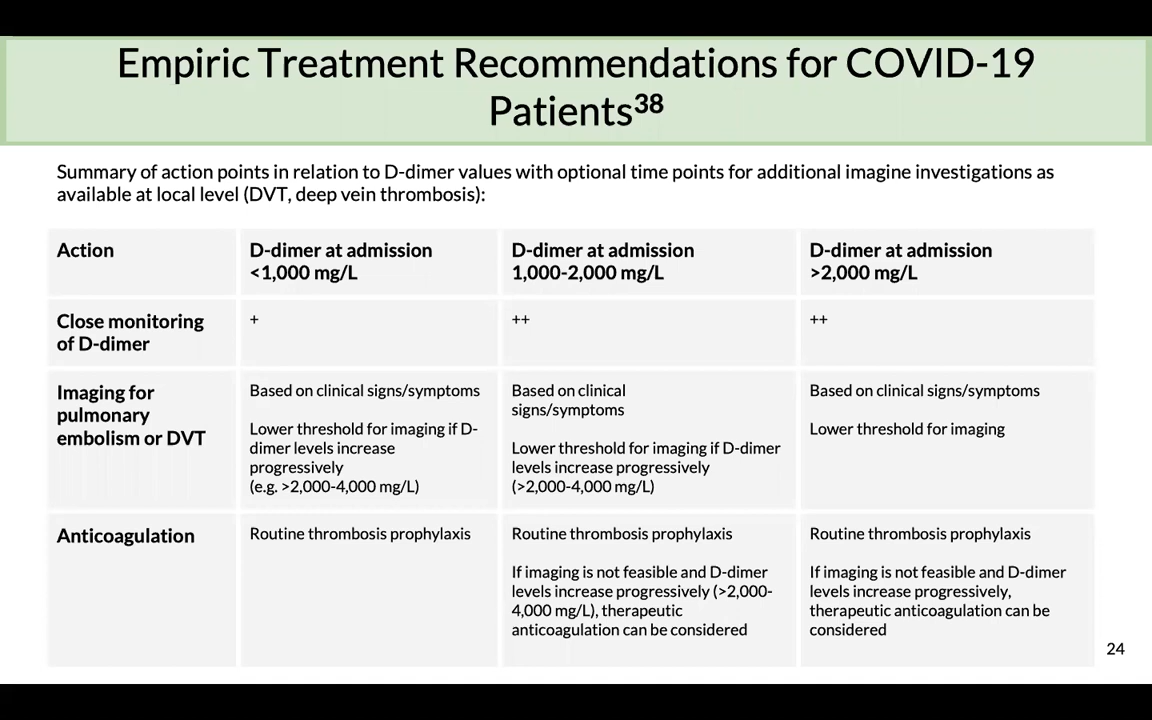 Empiric Treatment Recommendations for COVID-19
Patients³⁸
Summary of action points in relation to D-dimer values with optional time points for additional imagine investigations as
available at local level (DVT, deep vein thrombosis):
Action
D-dimer at admission
<1,000 mg/L
D-dimer at admission
1,000-2,000 mg/L
D-dimer at admission
>2,000 mg/L
Close monitoring
of D-dimer
+
++
++
Imaging for
pulmonary
embolism or DVT
Based on clinical signs/symptoms
Lower threshold for imaging if D-
dimer levels increase
progressively
(e.g. >2,000-4,000 mg/L)
Based on clinical
signs/symptoms
Lower threshold for imaging if D-dimer
levels increase progressively
(>2,000-4,000 mg/L)
Based on clinical signs/symptoms
Lower threshold for imaging
Anticoagulation
Routine thrombosis prophylaxis
Routine thrombosis prophylaxis
If imaging is not feasible and D-dimer
levels increase progressively (>2,000-
4,000 mg/L), therapeutic
anticoagulation can be considered
Routine thrombosis prophylaxis
If imaging is not feasible and D-dimer
levels increase progressively,
therapeutic anticoagulation can be
considered
24